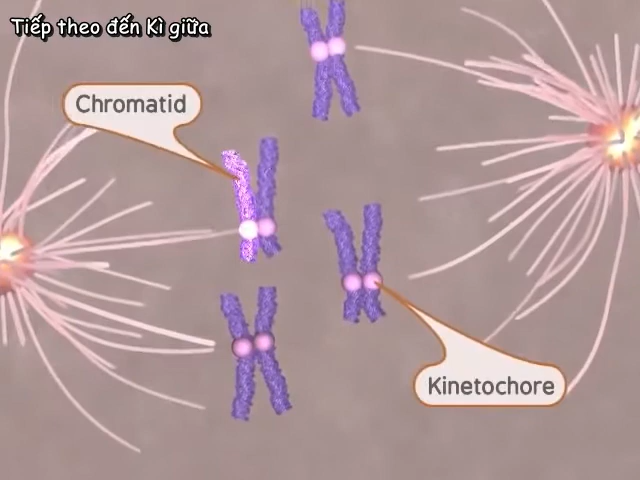 Tiếp theo đến Kì giữa
Chromatid
Kinetochore